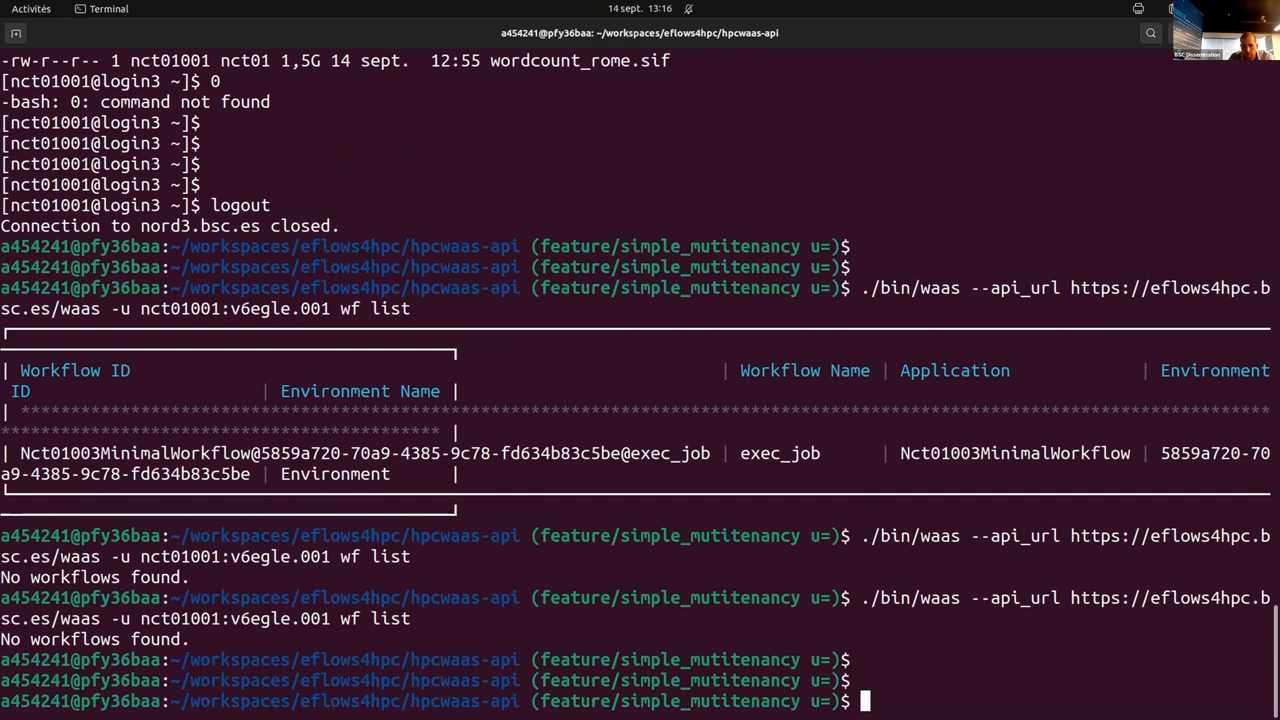 Activités
Terminal
14 sept. 13:16
a454241@pfy36baa: ~/workspaces/eflows4hpc/hpcwaas-api
BSC Dissemination
-rw-r--r-- 1 nct01001 nct01 1,5G 14 sept.  12:55 wordcount_rome.sif
[nct01001@login3 ~]$ 0
-bash: 0: command not found
[nct01001@login3 ~]$
[nct01001@login3 ~]$
[nct01001@login3 ~]$
[nct01001@login3 ~]$
[nct01001@login3 ~]$ logout
Connection to nord3.bsc.es closed.
a454241@pfy36baa:~/workspaces/eflows4hpc/hpcwaas-api (feature/simple_mutitenancy u=)$
a454241@pfy36baa:~/workspaces/eflows4hpc/hpcwaas-api (feature/simple_mutitenancy u=)$
a454241@pfy36baa:~/workspaces/eflows4hpc/hpcwaas-api (feature/simple_mutitenancy u=)$ ./bin/waas --api_url https://eflows4hpc.b
sc.es/waas -u nct01001:v6egle.001 wf list
| Workflow ID | Workflow Name | Application | Environment
ID | Environment Name |
| *****************************************************************************************************************************
****************************************** |
| Nct01003MinimalWorkflow@5859a720-70a9-4385-9c78-fd634b83c5be@exec_job | exec_job | Nct01003MinimalWorkflow | 5859a720-70
a9-4385-9c78-fd634b83c5be | Environment |
a454241@pfy36baa:~/workspaces/eflows4hpc/hpcwaas-api (feature/simple_mutitenancy u=)$ ./bin/waas --api_url https://eflows4hpc.b
sc.es/waas -u nct01001:v6egle.001 wf list
No workflows found.
a454241@pfy36baa:~/workspaces/eflows4hpc/hpcwaas-api (feature/simple_mutitenancy u=)$ ./bin/waas --api_url https://eflows4hpc.b
sc.es/waas -u nct01001:v6egle.001 wf list
No workflows found.
a454241@pfy36baa:~/workspaces/eflows4hpc/hpcwaas-api (feature/simple_mutitenancy u=)$
a454241@pfy36baa:~/workspaces/eflows4hpc/hpcwaas-api (feature/simple_mutitenancy u=)$
a454241@pfy36baa:~/workspaces/eflows4hpc/hpcwaas-api (feature/simple_mutitenancy u=)$